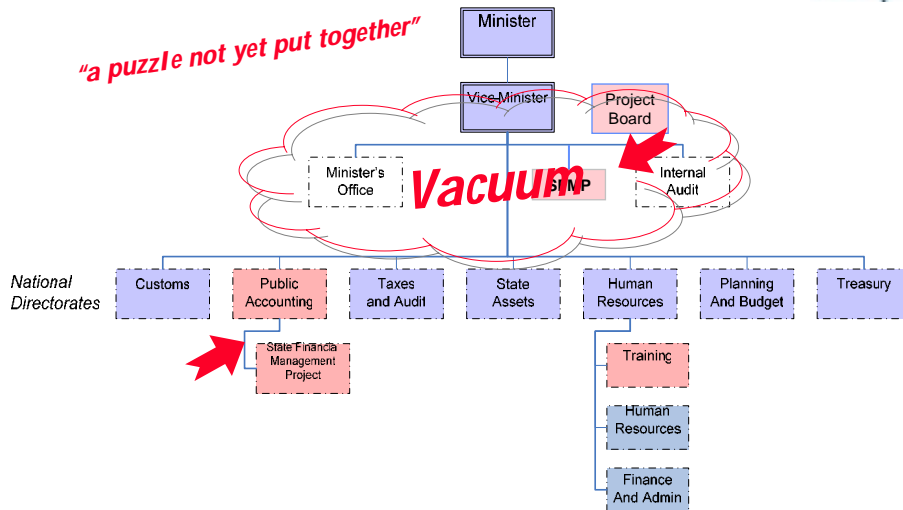 Minister
"a puzzle not yet put together"
Vice-Minister
Project
Board
Minister's
Office
Vacuum
SFMP
Internal
Audit
National
Directorates
Customs
Public
Accounting
Taxes
and Audit
State
Assets
Human
Resources
Planning
And Budget
Treasury
State Financia
Management
Project
Training
Human
Resources
Finance
And Admin